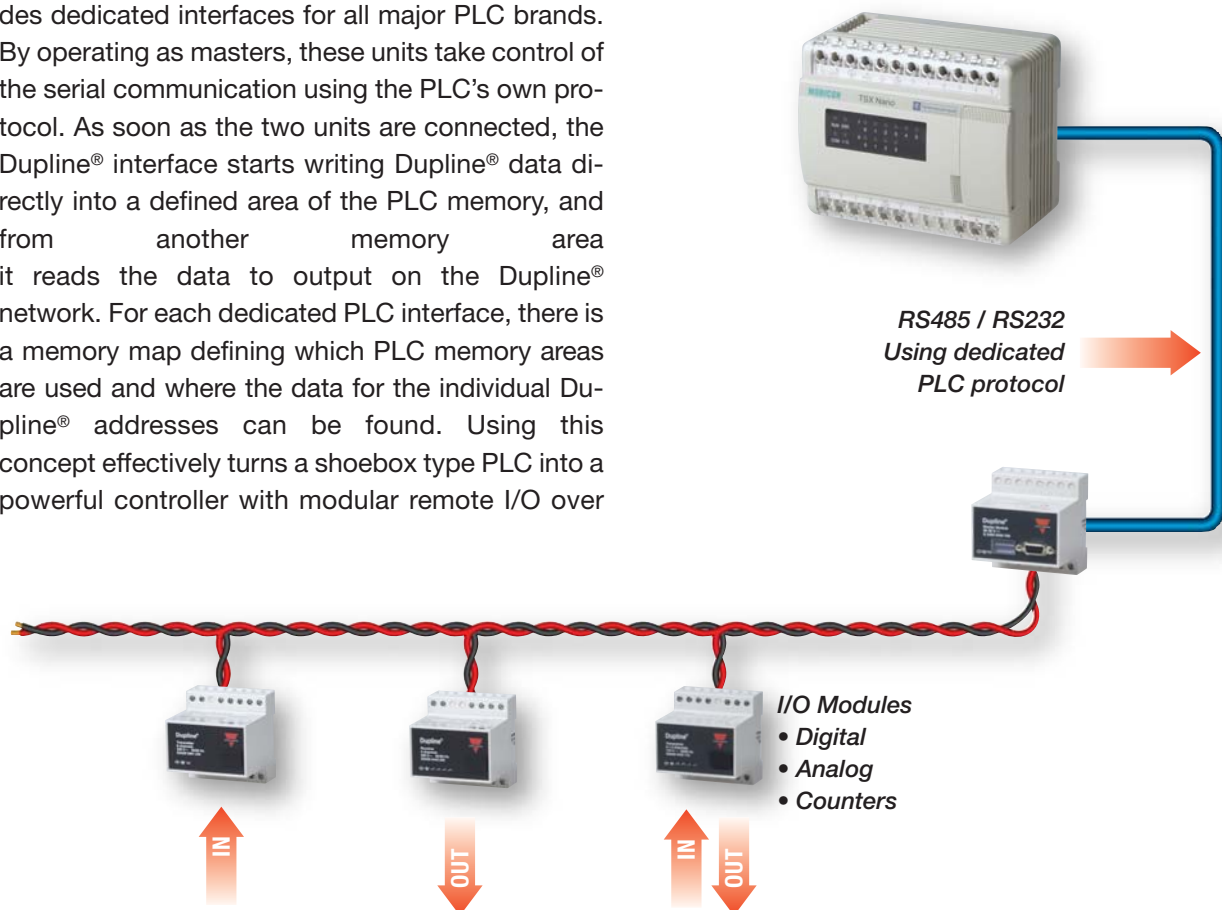 des dedicated interfaces for all major PLC brands.
By operating as masters, these units take control of
the serial communication using the PLC's own pro-
tocol. As soon as the two units are connected, the
Dupline® interface starts writing Dupline® data di-
rectly into a defined area of the PLC memory, and
from another memory area
it reads the data to output on the Dupline®
network. For each dedicated PLC interface, there is
a memory map defining which PLC memory areas
are used and where the data for the individual Du-
pline® addresses can be found. Using this
concept effectively turns a shoebox type PLC into a
powerful controller with modular remote I/O over
MODICON
TSX Nano
RS485 / RS232
Using dedicated
PLC protocol
Dupline®
Dupline®
Dupline®
Dupline®
I/O Modules
• Digital
• Analog
• Counters
IN
OUT
IN
OUT